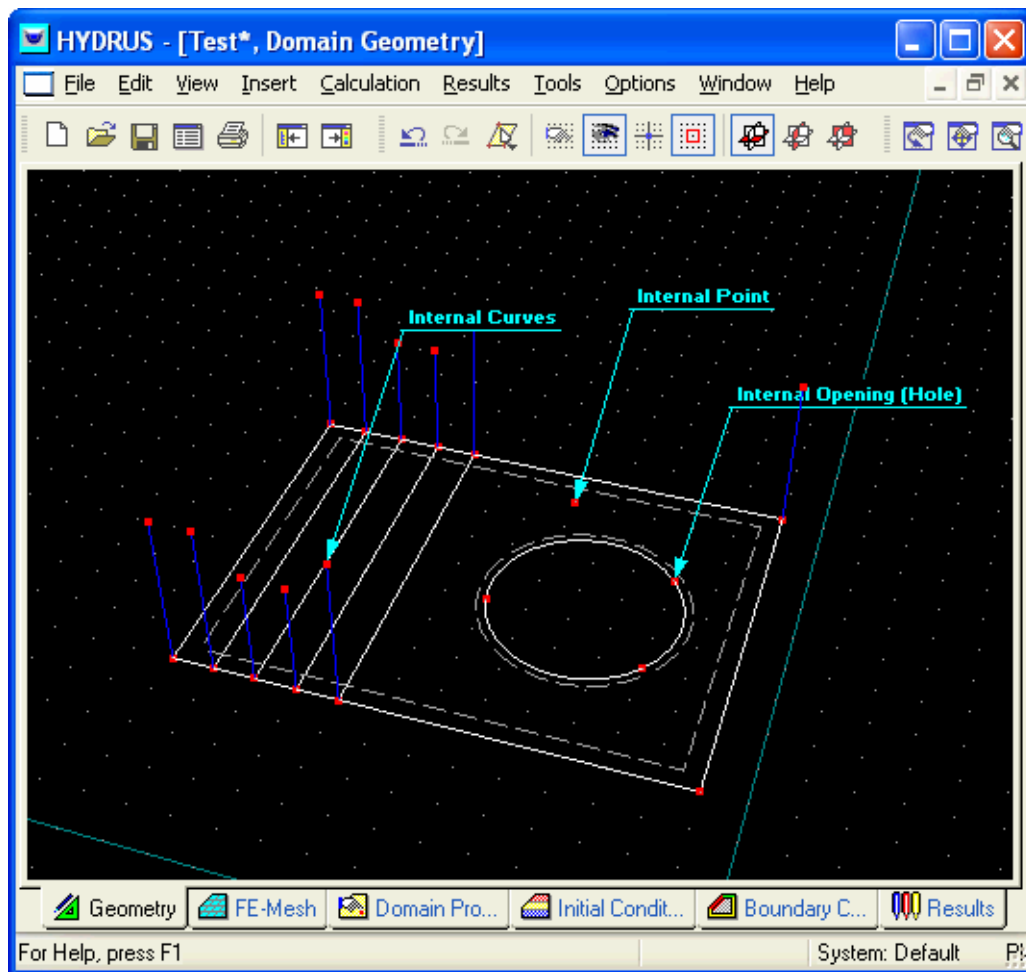 HYDRUS - [Test*, Domain Geometry]
File Edit View Insert Calculation Results Tools Options Window Help
Internal Point
Internal Curves
Internal Opening (Hole)
Geometry FE-Mesh Domain Pro... Initial Condit... Boundary C... Results
For Help, press F1 System: Default